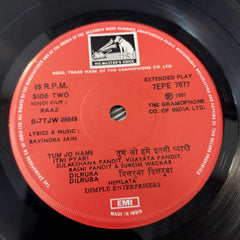 "HIS MASTER'S VOICE"
REGD. TRADE MARK OF THE GRAMOPHONE CO. LTD.
45 R.P.M.
SIDE TWO
HINDI FILM :
RAAZ
B-7TJW 26849
EXTENDED PLAY
7EPE 7677
℗ 1981
THE GRAMOPHONE
CO. OF INDIA LTD.
LYRICS & MUSIC :
RAVINDRA JAIN
TUM JO HAME तुम जो हमे इतनी प्यारी
(TNI PYARI
SULAKSHANA PANDIT, VIJAYATA PANDIT,
RASHI PANDIT & SURESH WADKAR
DILRUBA दिलरुबा दिलरुबा
DILRUBA HEMLATA
DIMPLE ENTERPRISERS
EMI
MADE IN INDIA